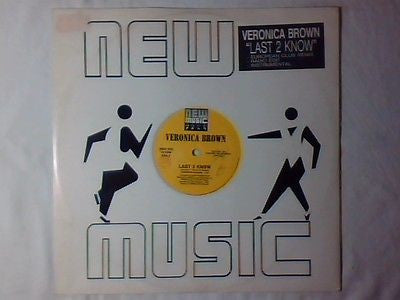 NEW
VERONICA BROWN
"LAST 2 KNOW"
EUROPEAN CLUB REMIX
RADIO EDIT
INSTRUMENTAL
NEW
MUSIC
VERONICA BROWN
LAST 2 KNOW
MUSIC